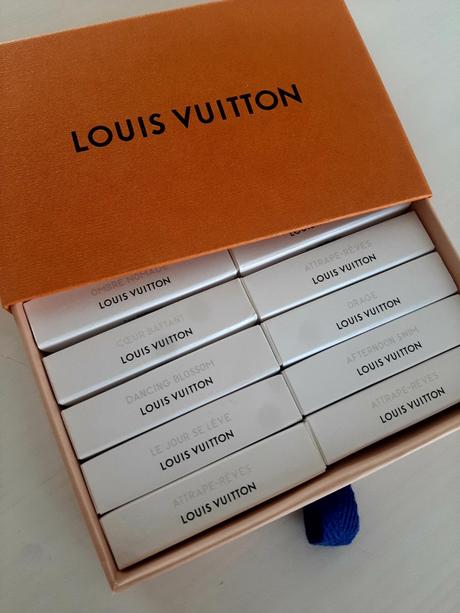 LOUIS VUITTON
OMBRE NOMADE
LOUIS VUITTON
CŒUR BATTANT
LOUIS VUITTON
DANCING BLOSSOM
LOUIS VUITTON
LE JOUR SE LÈVE
LOUIS VUITTON
ATTRAPE-RÊVES
LOUIS VUITTON
ATTRAPE-RÊVES
LOUIS VUITTON
ORAGE
LOUIS VUITTON
AFTERNOON SWIM
LOUIS VUITTON
ATTRAPE-RÊVES
LOUIS VUITTON